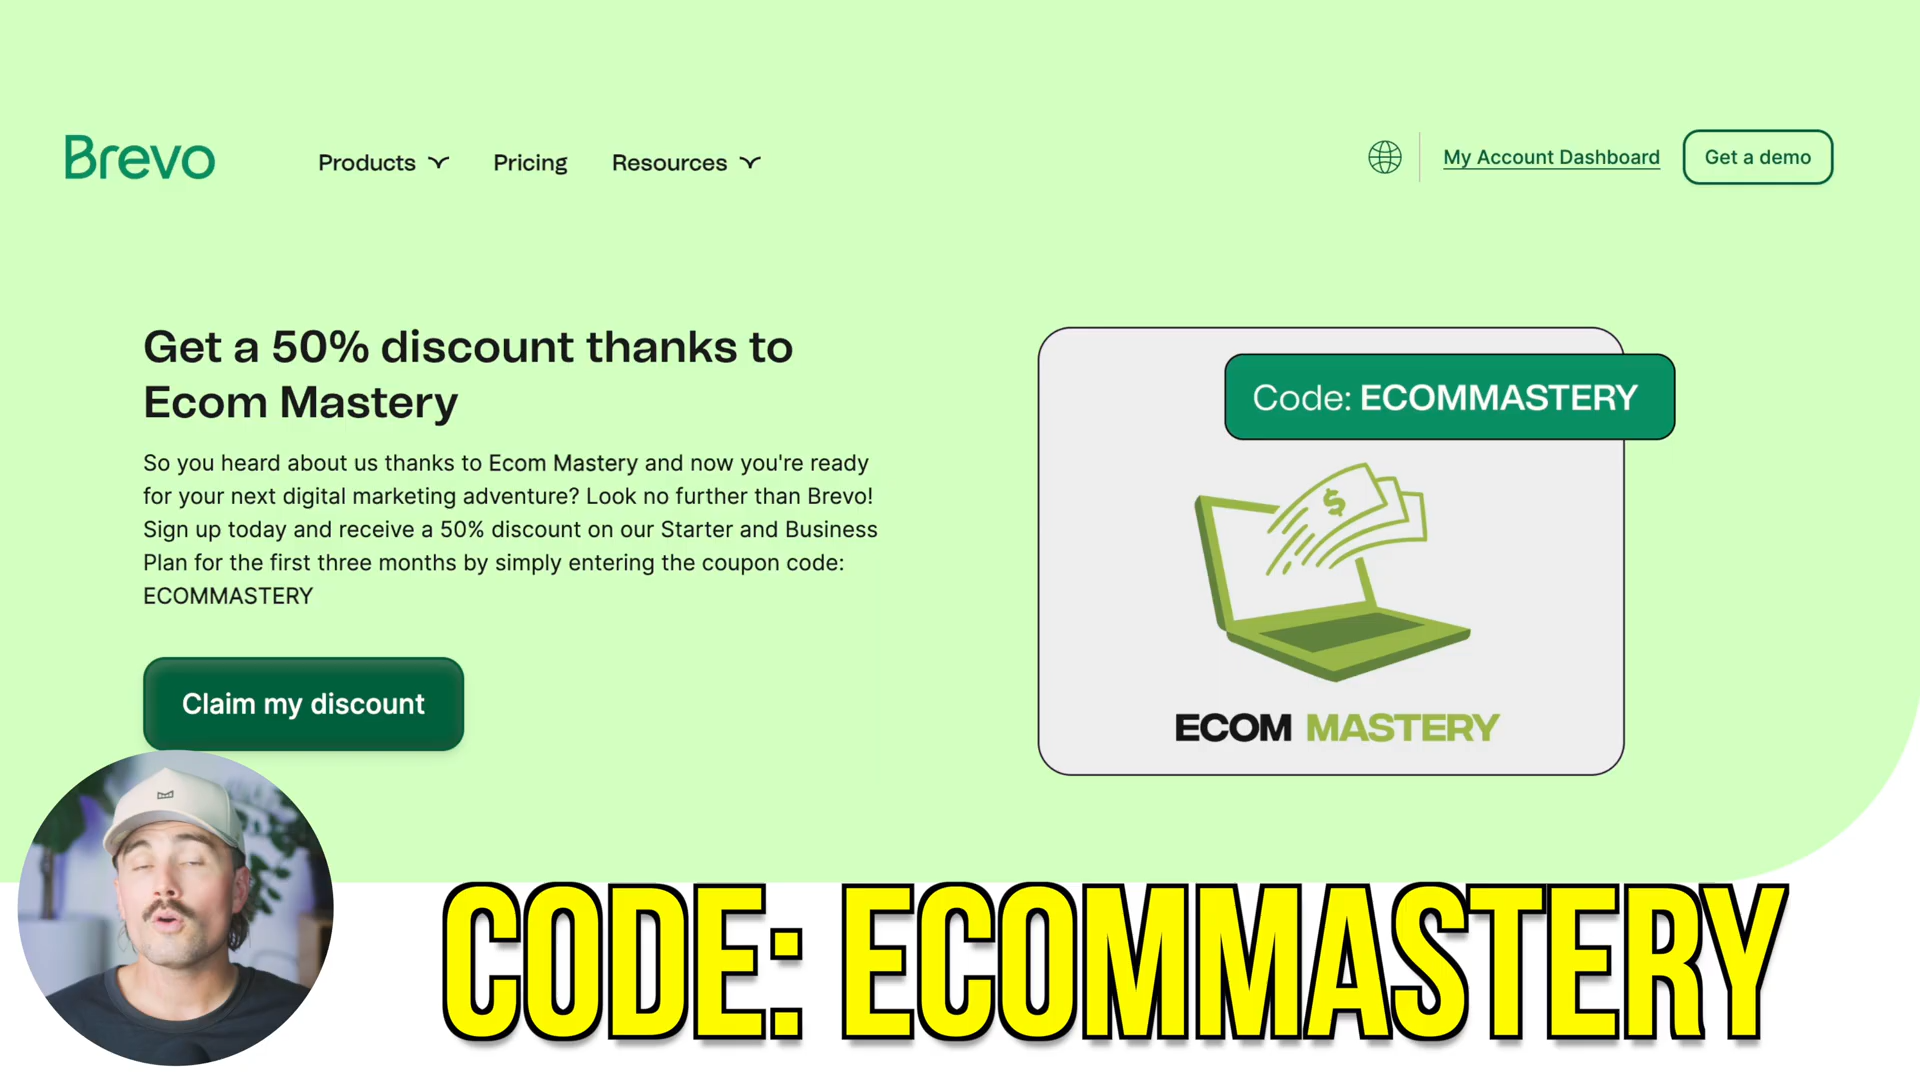 Brevo
Products
Pricing
Resources
My Account Dashboard
Get a demo
Get a 50% discount thanks to
Ecom Mastery
So you heard about us thanks to Ecom Mastery and now you're ready
for your next digital marketing adventure? Look no further than Brevo!
Sign up today and receive a 50% discount on our Starter and Business
Plan for the first three months by simply entering the coupon code:
ECOMMASTERY
Claim my discount
Code: ECOMMASTERY
$
ECOM MASTERY
CODE: ECOMMASTERY